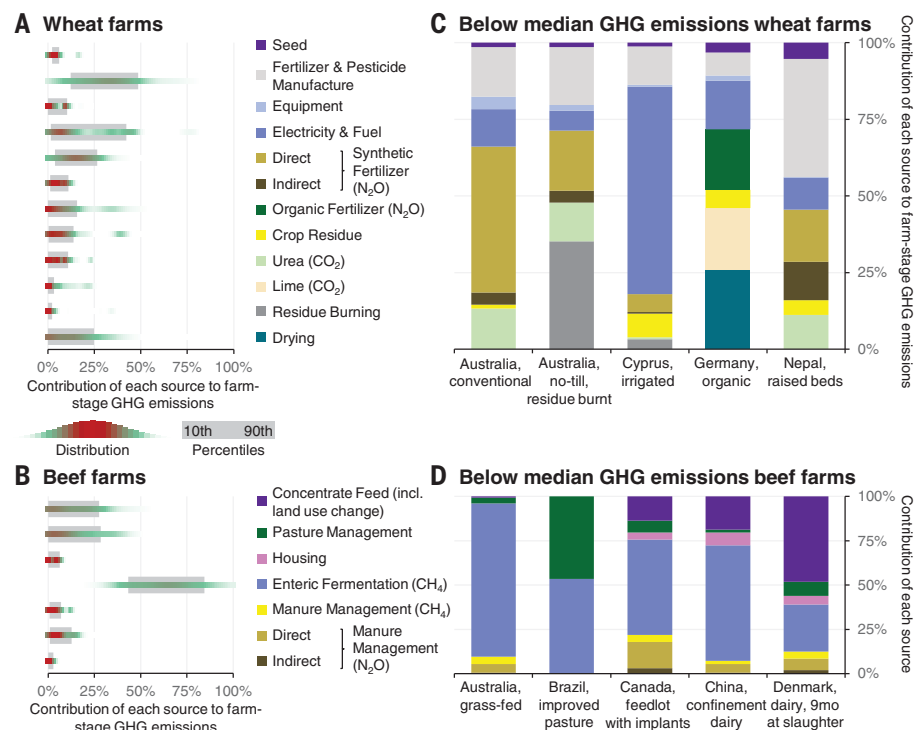 A Wheat farms
Seed
Fertilizer & Pesticide
Manufacture
Equipment
Electricity & Fuel
Direct
Indirect
Synthetic
Fertilizer
(N₂O)
Organic Fertilizer (N₂O)
Crop Residue
Urea (CO₂)
Lime (CO₂)
Residue Burning
Drying
0% 25% 50% 75% 100%
Contribution of each source to farm-
stage GHG emissions
10th 90th
Distribution Percentiles
C Below median GHG emissions wheat farms
100%
75%
50%
25%
0%
Contribution of each source to farm-stage GHG emissions
Australia,
conventional
Australia,
no-till,
residue burnt
Cyprus,
irrigated
Germany,
organic
Nepal,
raised beds
B Beef farms
Concentrate Feed (incl.
land use change)
Pasture Management
Housing
Enteric Fermentation (CH₄)
Manure Management (CH₄)
Direct
Indirect
Manure
Management
(N₂O)
0% 25% 50% 75% 100%
Contribution of each source to farm-
stage GHG emissions
D Below median GHG emissions beef farms
100%
75%
50%
25%
0%
Contribution of each source
Australia,
grass-fed
Brazil,
improved
pasture
Canada,
feedlot
with implants
China,
confinement
dairy
Denmark,
dairy, 9mo
at slaughter